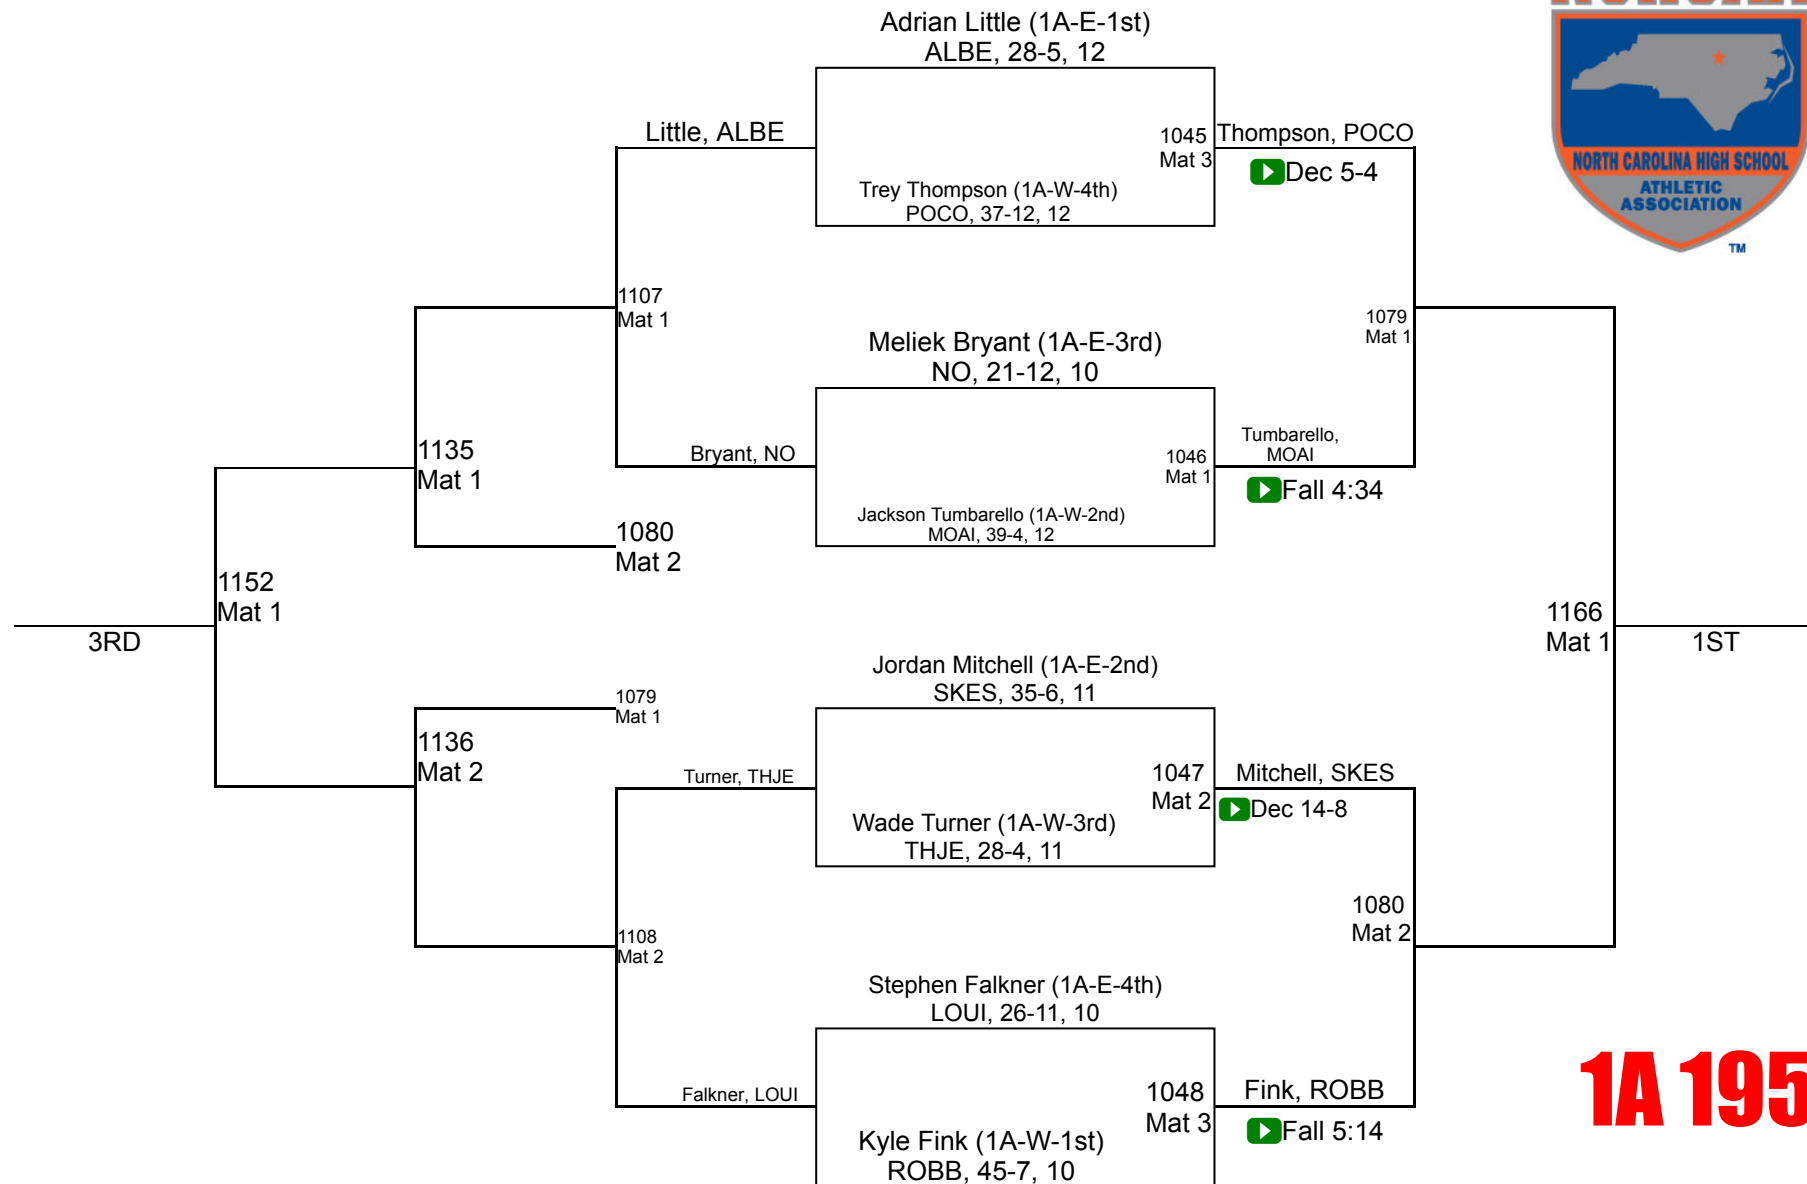 Adrian Little (1A-E-1st)
ALBE, 28-5, 12
Little, ALBE
1045
Mat 3
Thompson, POCO
Dec 5-4
Trey Thompson (1A-W-4th)
POCO, 37-12, 12
NORTH CAROLINA HIGH SCHOOL
ATHLETIC
ASSOCIATION
TM
1107
Mat 1
1079
Mat 1
Meliek Bryant (1A-E-3rd)
NO, 21-12, 10
Bryant, NO
1046
Mat 1
Tumbarello,
MOAI
Fall 4:34
Jackson Tumbarello (1A-W-2nd)
MOAI, 39-4, 12
1135
Mat 1
1080
Mat 2
1152
Mat 1
3RD
1166
Mat 1
1ST
Jordan Mitchell (1A-E-2nd)
SKES, 35-6, 11
1079
Mat 1
1136
Mat 2
Turner, THJE
1047
Mat 2
Mitchell, SKES
Dec 14-8
Wade Turner (1A-W-3rd)
THJE, 28-4, 11
1108
Mat 2
1080
Mat 2
Stephen Falkner (1A-E-4th)
LOUI, 26-11, 10
Falkner, LOUI
1048
Mat 3
Fink, ROBB
Fall 5:14
Kyle Fink (1A-W-1st)
ROBB, 45-7, 10
1A 195